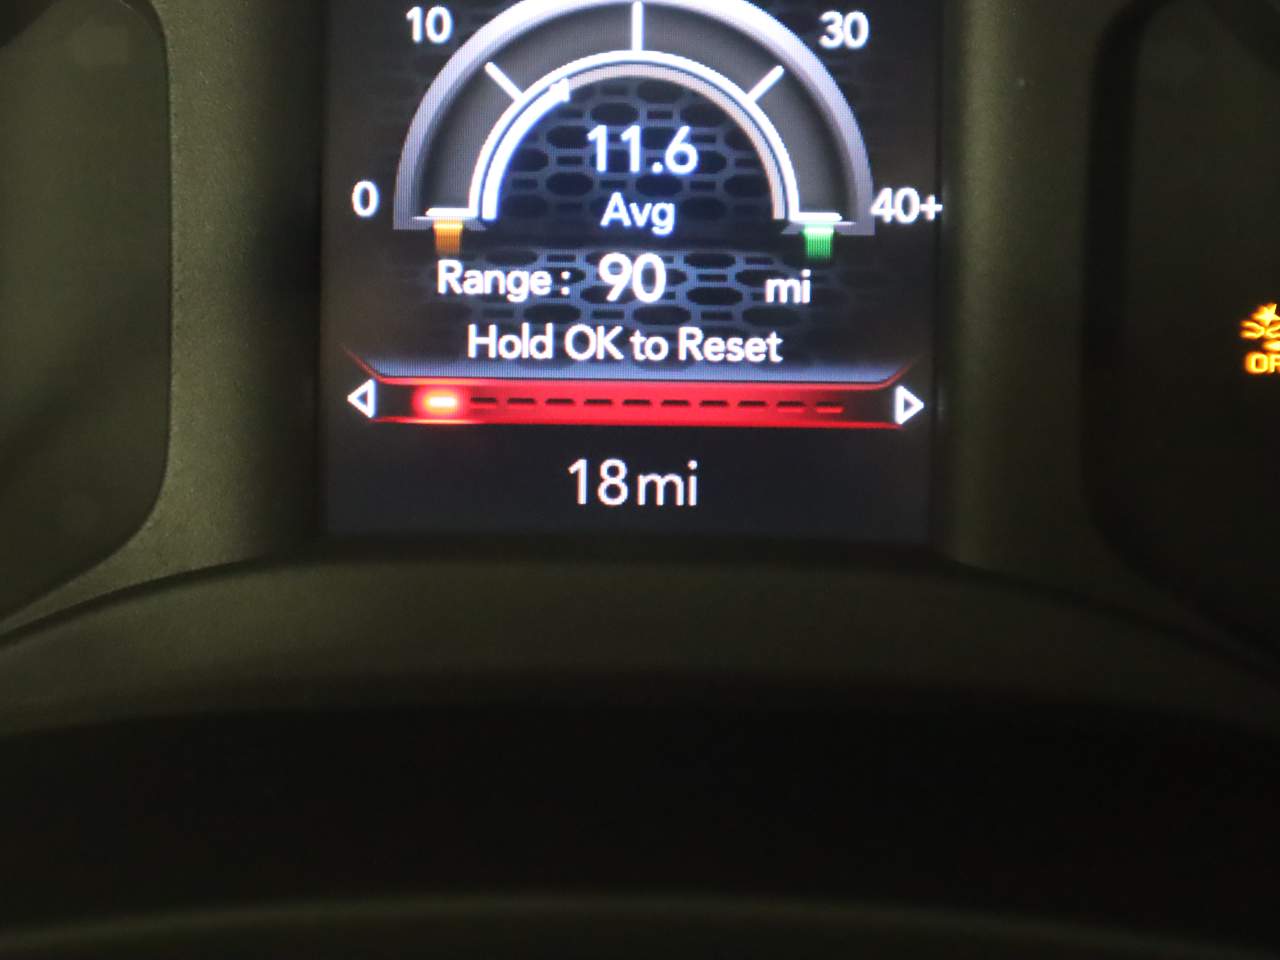 10 30
0 40+
11.6
Avg
Range: 90 mi
Hold OK to Reset
18mi